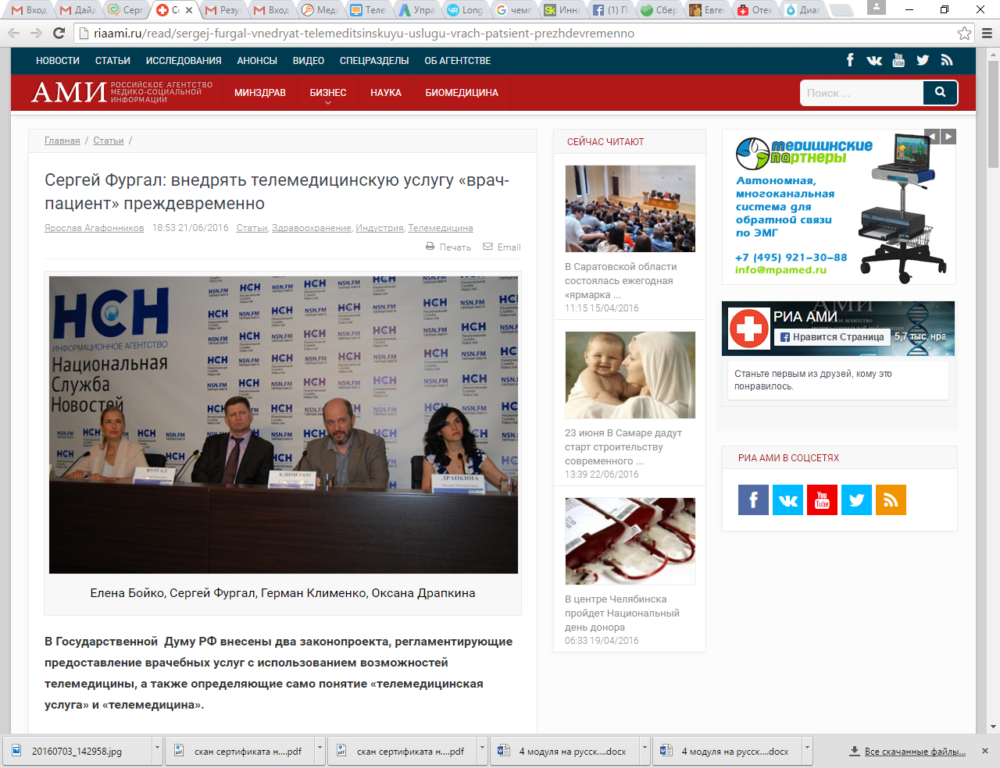 Вход
Дайд
Серг
Се
Резу
Вход
Меда
Теле
Упра
Long
чемп
Инна
(1) П
Сбер
Евге
Отек
Диаг
riaami.ru/read/sergej-furgal-vnedryat-telemeditsinskuyu-uslugu-vrach-patsient-prezhdevremenno
НОВОСТИ СТАТЬИ ИССЛЕДОВАНИЯ АНОНСЫ ВИДЕО СПЕЦРАЗДЕЛЫ ОБ АГЕНТСТВЕ
АМИ
РОССИЙСКОЕ АГЕНТСТВО
МЕДИКО-СОЦИАЛЬНОЙ
ИНФОРМАЦИИ
МИНЗДРАВ БИЗНЕС НАУКА БИОМЕДИЦИНА
Поиск ...
Главная / Статьи /
Сергей Фургал: внедрять телемедицинскую услугу «врач-
пациент» преждевременно
Ярослав Агафонников 18:53 21/06/2016 Статьи, Здравоохранение, Индустрия, Телемедицина
Печать Email
НСН
ИНФОРМАЦИОННОЕ АГЕНТСТВО
Национальная
Служба
Новостей
NSN.FM
ФУРГАЛ
КЛИМЕНКО
ДРАПКИНА
Елена Бойко, Сергей Фургал, Герман Клименко, Оксана Драпкина
В Государственной Думу РФ внесены два законопроекта, регламентирующие
предоставление врачебных услуг с использованием возможностей
телемедицины, а также определяющие само понятие «телемедицинская
услуга» и «телемедицина».
СЕЙЧАС ЧИТАЮТ
В Саратовской области
состоялась ежегодная
«ярмарка ...
11:15 15/04/2016
23 июня В Самаре дадут
старт строительству
современного ...
13:39 22/06/2016
В центре Челябинска
пройдет Национальный
день донора
06:33 19/04/2016
медицинские
партнеры
Автономная,
многоканальная
система для
обратной связи
по ЭМГ
+7 (495) 921-30-88
info@mpamed.ru
РИА АМИ
Нравится Страница 5,7 тыс. нра
Станьте первым из друзей, кому это
понравилось.
РИА АМИ В СОЦСЕТЯХ
20160703_142958.jpg
скан сертификата н....pdf
скан сертификата н....pdf
4 модуля на русск....docx
4 модуля на русск....docx
Все скачанные файлы...